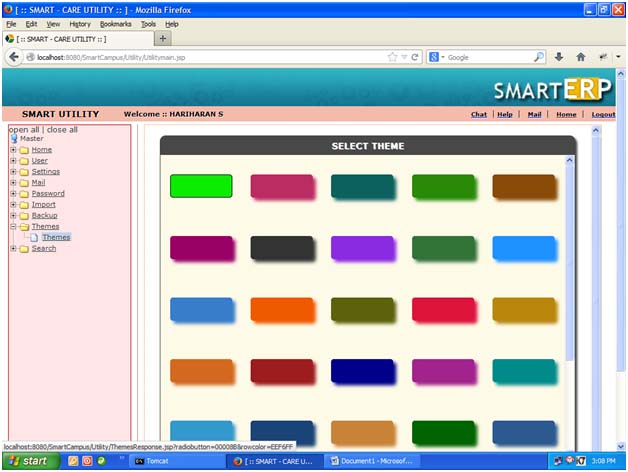 [ :: SMART - CARE UTILITY :: ] - Mozilla Firefox
File Edit View History Bookmarks Tools Help
[ :: SMART - CARE UTILITY :: ]
localhost:8080/SmartCampus/Utility/Utilitymain.jsp
Google
SMARTERP
SMART UTILITY Welcome :: HARIHARAN S Chat | Help | Mail | Home | Logout
open all | close all
Master
Home
User
Settings
Mail
Password
Import
Backup
Themes
Themes
Search
SELECT THEME
localhost:8080/SmartCampus/Utility/ThemesResponse.jsp?radiobutton=00008B&rowcolor=EEF6FF
start
Tomcat
[ :: SMART - CARE U...
Document1 - Microsof...
3:08 PM